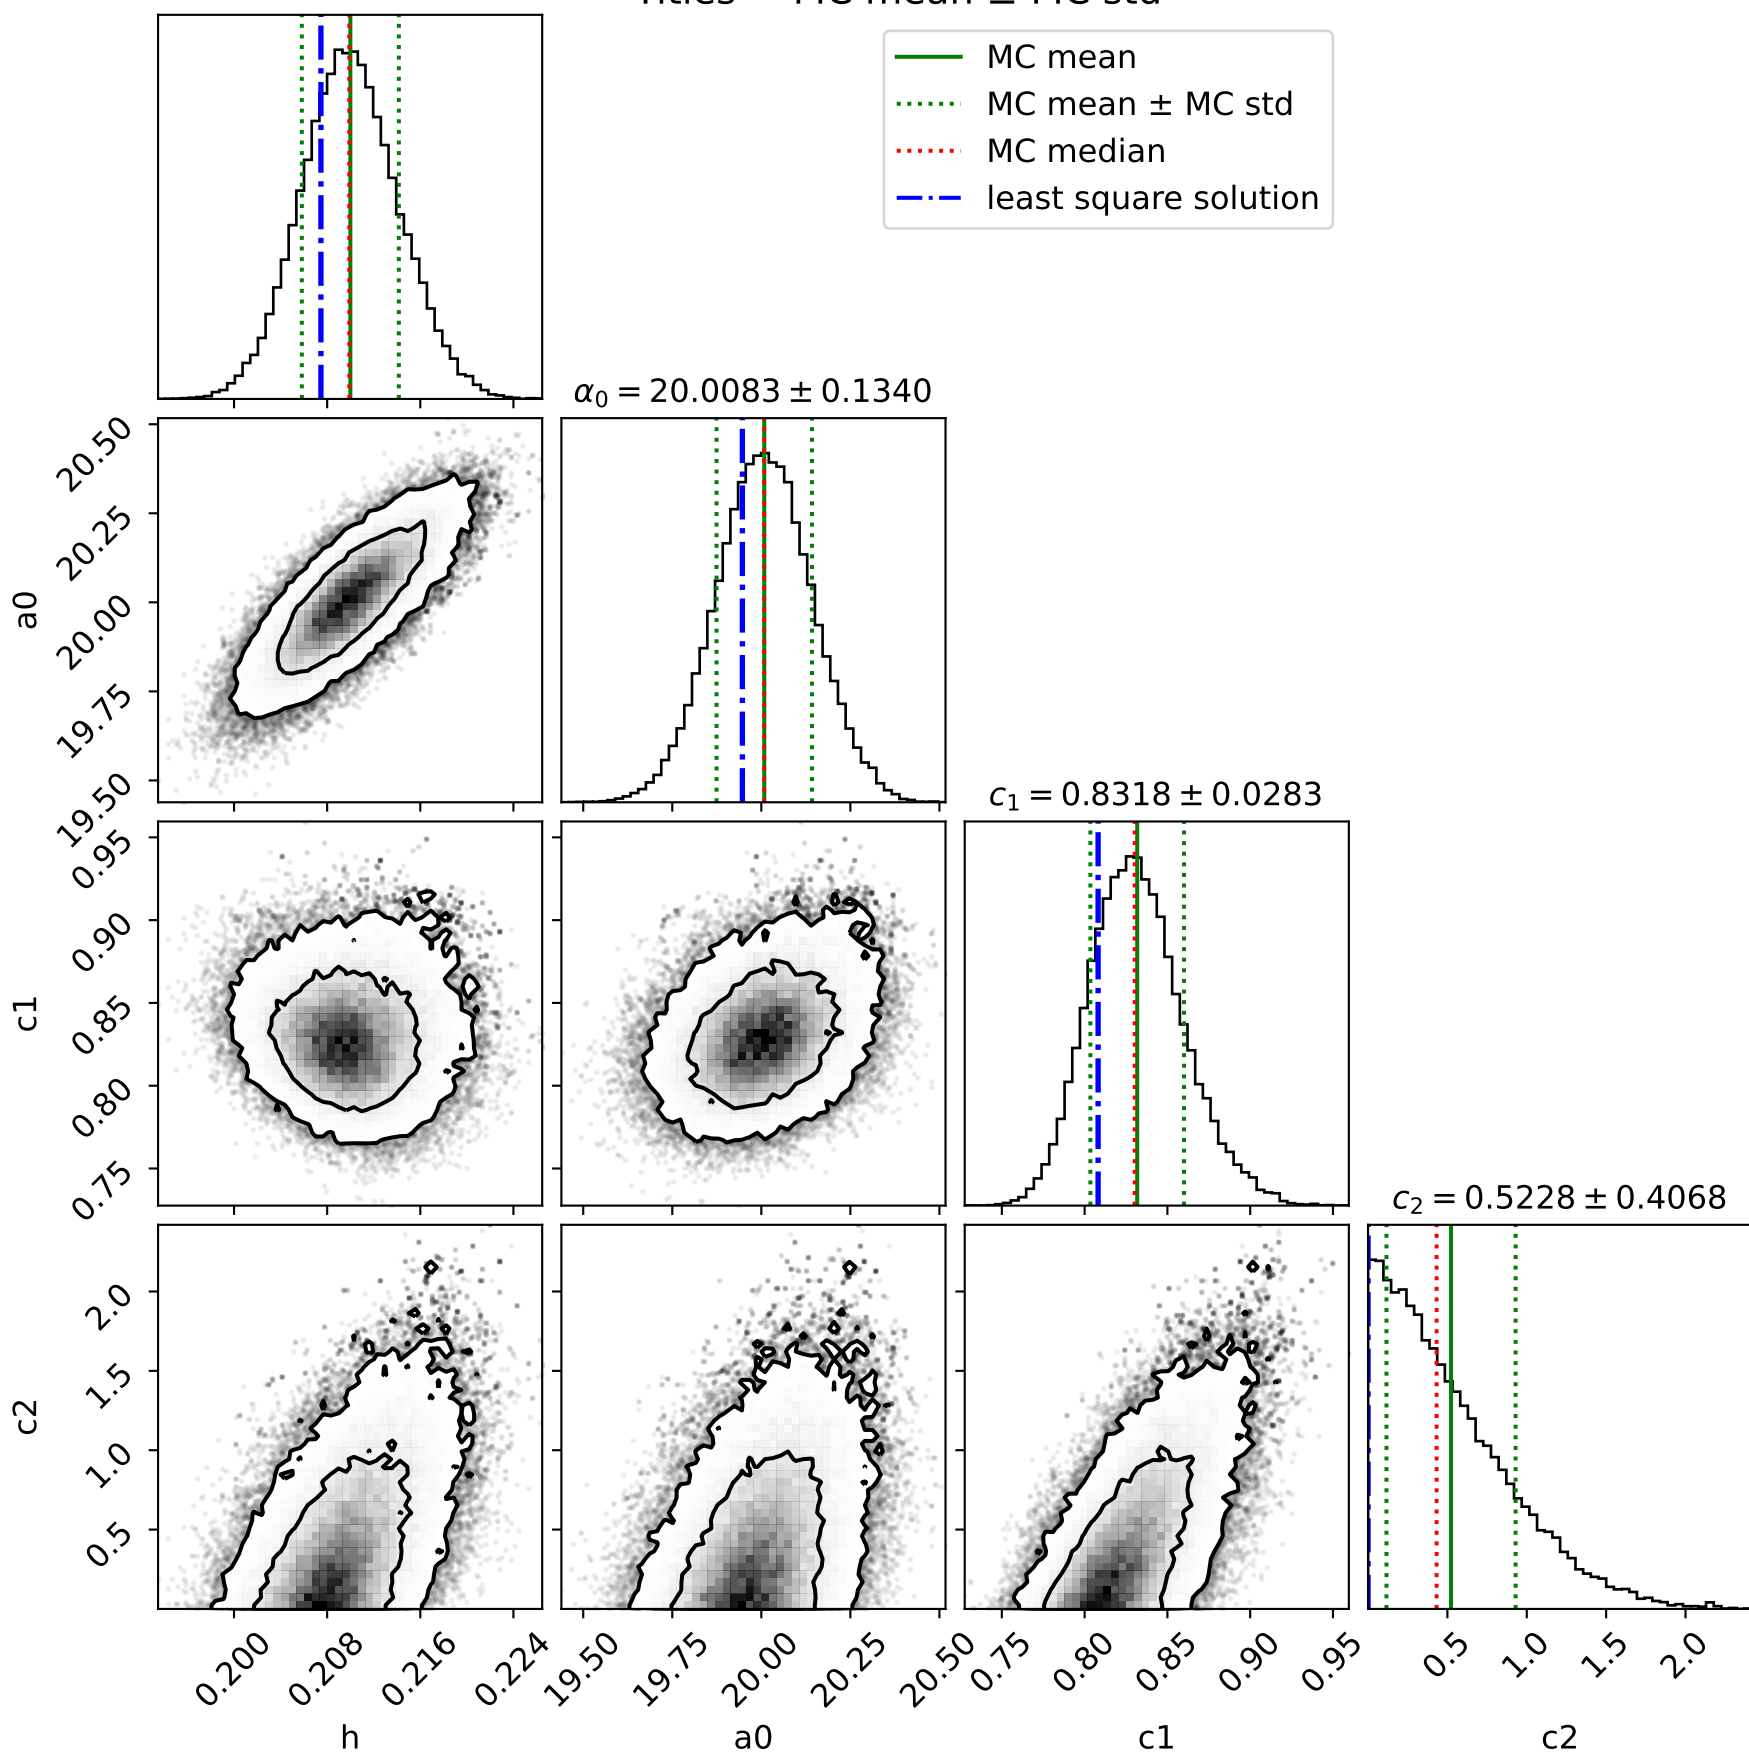 MC mean ± MC std
MC mean
MC mean ± MC std
MC median
least square solution
α₀ = 20.0083 ± 0.1340
a0
20.50
20.25
20.00
19.75
19.50
c₁ = 0.8318 ± 0.0283
c1
0.95
0.90
0.85
0.80
0.75
c₂ = 0.5228 ± 0.4068
c2
2.0
1.5
1.0
0.5
0.200 0.208 0.216 0.224 19.50 19.75 20.00 20.25 20.50 0.75 0.80 0.85 0.90 0.95 0.5 1.0 1.5 2.0
h a0 c1 c2